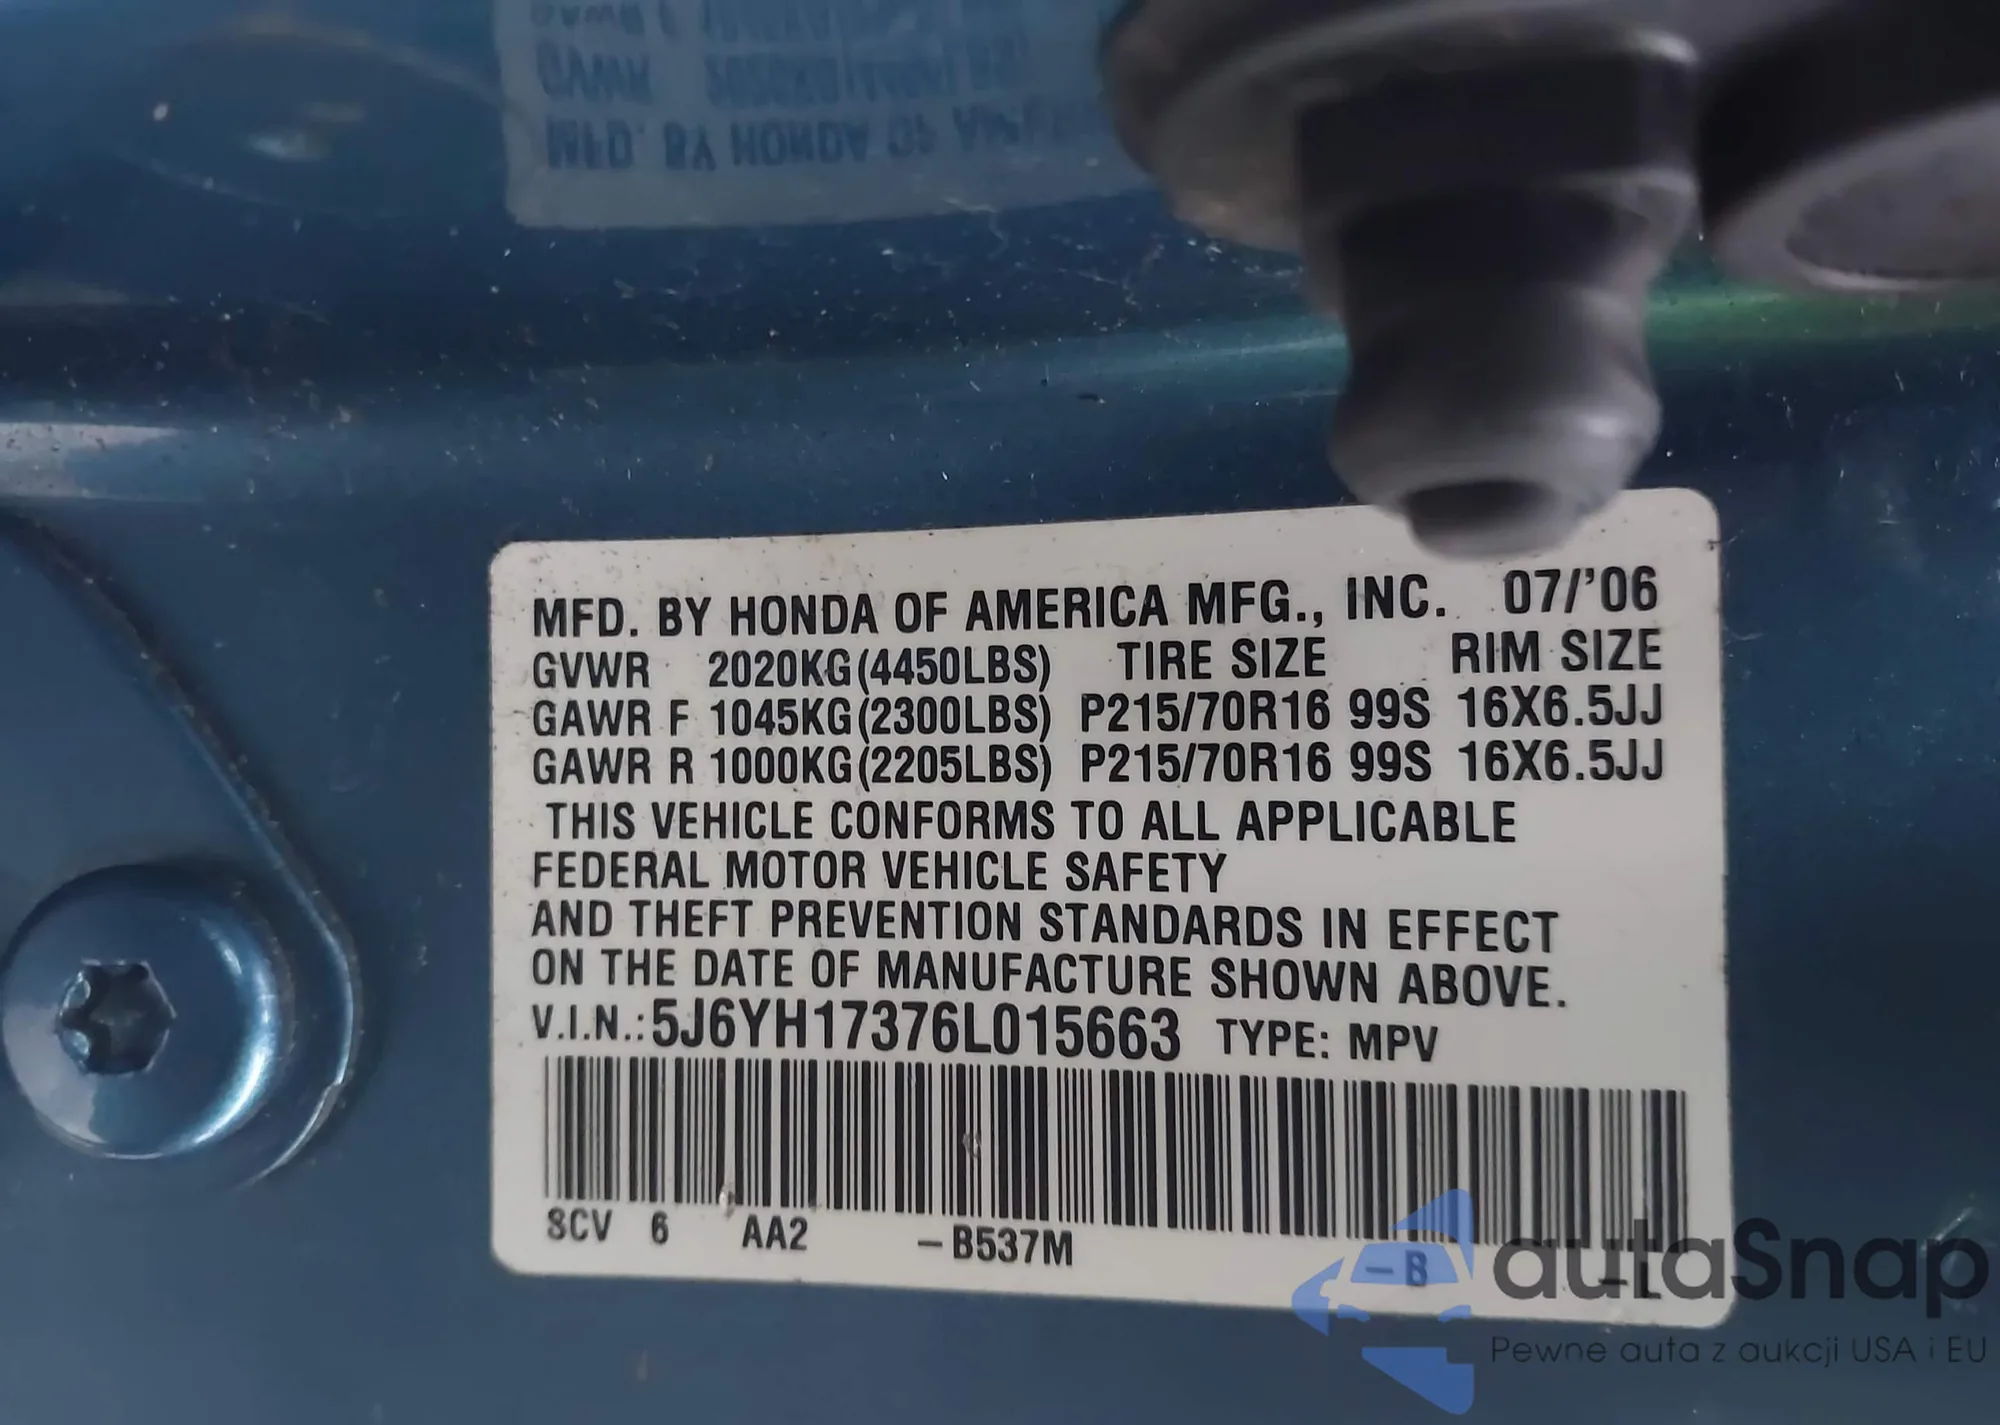 MFD. BY HONDA OF AMERICA MFG., INC. 07/'06
GVWR 2020KG(4450LBS) TIRE SIZE RIM SIZE
GAWR F 1045KG(2300LBS) P215/70R16 99S 16X6.5JJ
GAWR R 1000KG(2205LBS) P215/70R16 99S 16X6.5JJ
THIS VEHICLE CONFORMS TO ALL APPLICABLE
FEDERAL MOTOR VEHICLE SAFETY
AND THEFT PREVENTION STANDARDS IN EFFECT
ON THE DATE OF MANUFACTURE SHOWN ABOVE.
V.I.N.:5J6YH17376L015663 TYPE: MPV
SCV 6 AA2 -B537M -B -L
autaSnap
Pewne auta z aukcji USA i EU